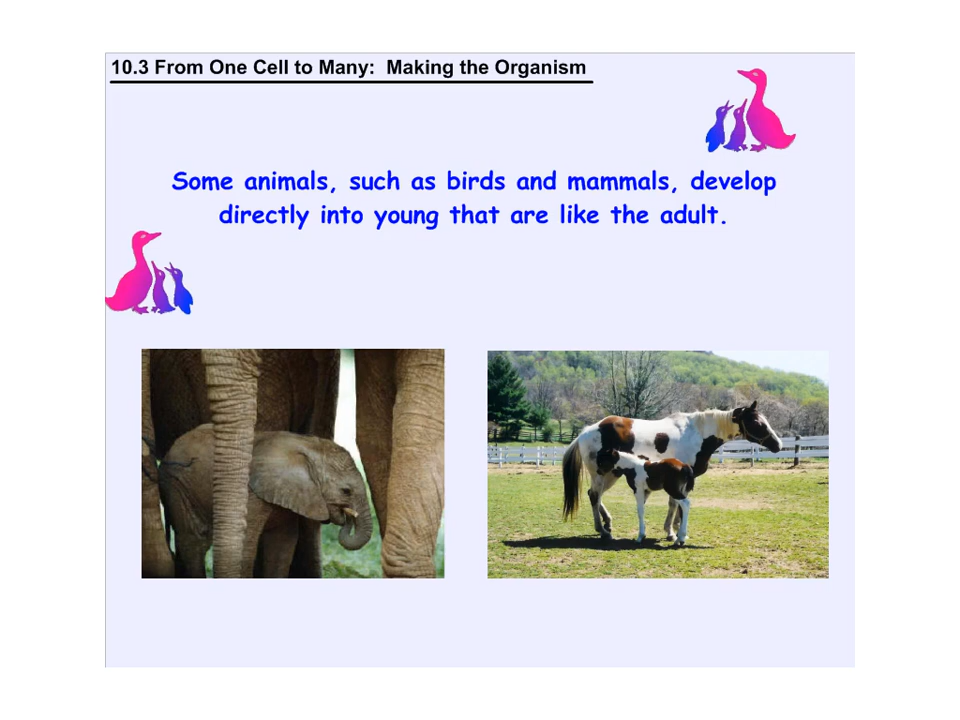 10.3 From One Cell to Many:  Making the Organism
Some animals, such as birds and mammals, develop
directly into young that are like the adult.